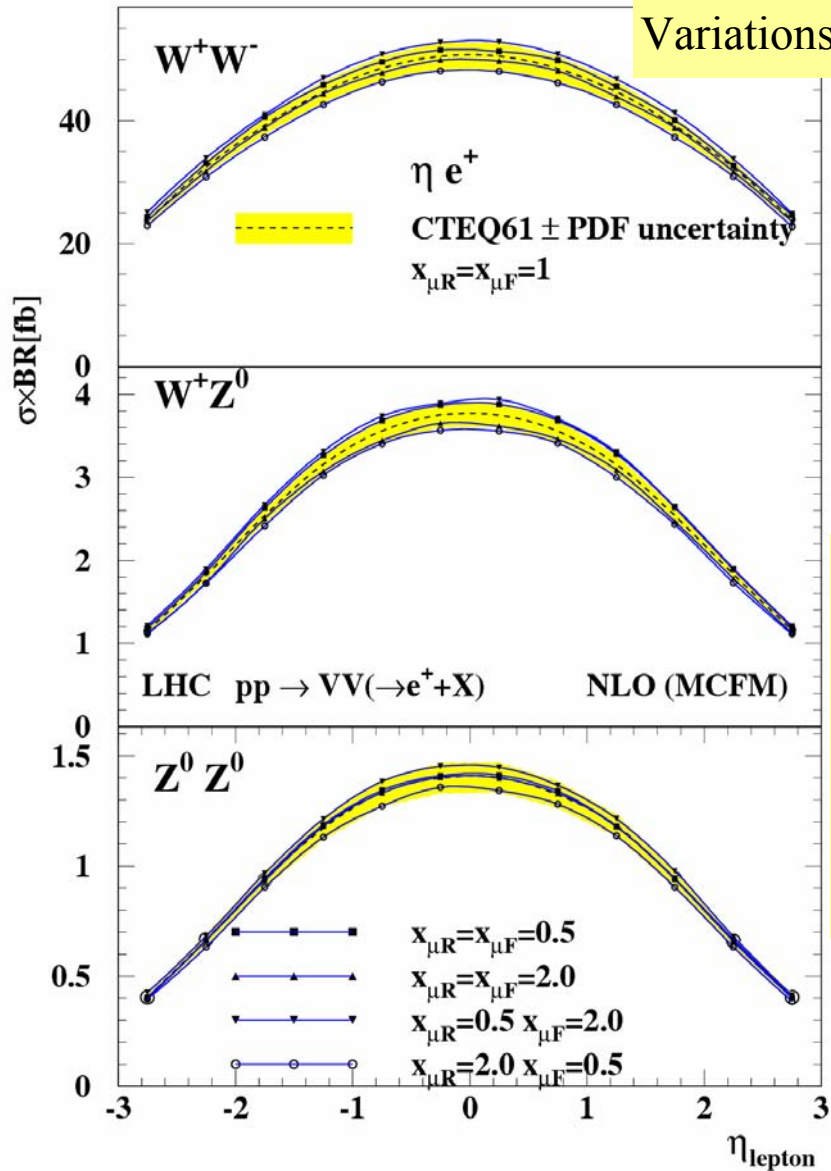 Variations
W⁺W⁻
40
η e⁺
CTEQ61 ± PDF uncertainty
20
x_μR=x_μF=1
0
σ×BR[fb]
4
W⁺Z⁰
3
2
1
LHC pp → VV(→e⁺+X) NLO (MCFM)
0
1.5
Z⁰ Z⁰
1
x_μR=x_μF=0.5
0.5
x_μR=x_μF=2.0
x_μR=0.5 x_μF=2.0
x_μR=2.0 x_μF=0.5
0
-3 -2 -1 0 1 2 3
η_lepton